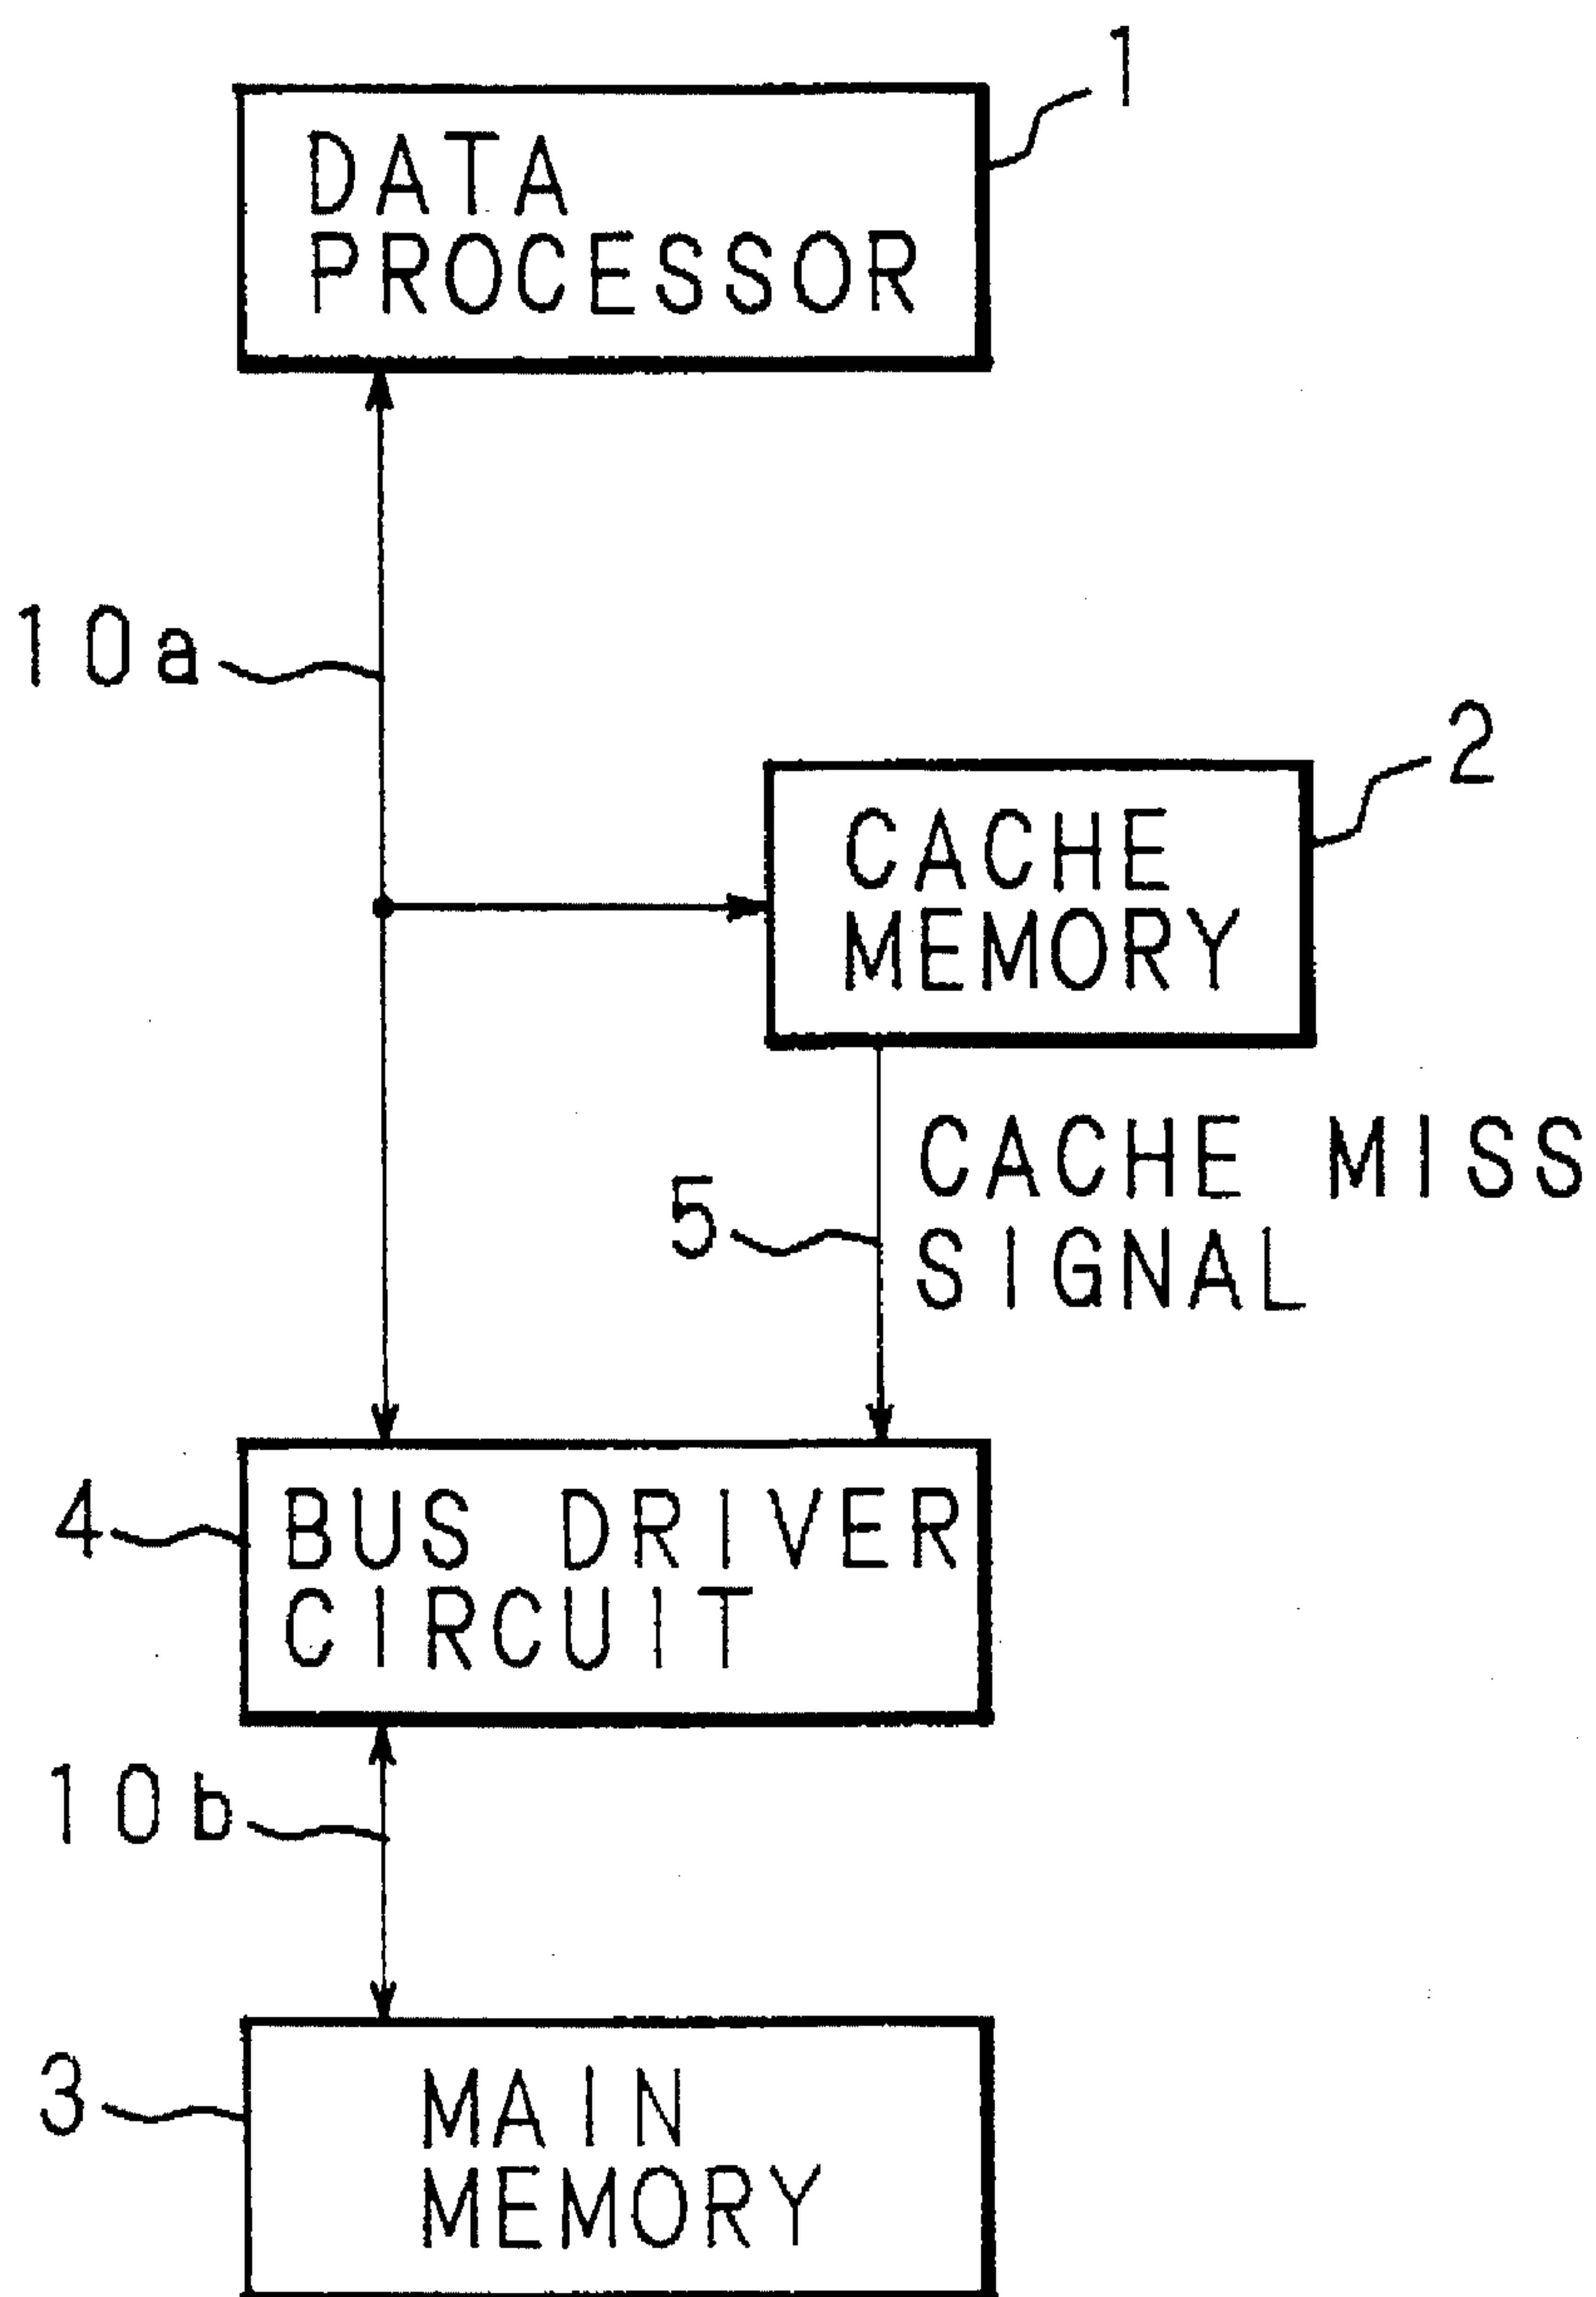 1
DATA
PROCESSOR
10a
2
CACHE
MEMORY
CACHE MISS
5
SIGNAL
4
BUS DRIVER
CIRCUIT
10b
3
MAIN
MEMORY